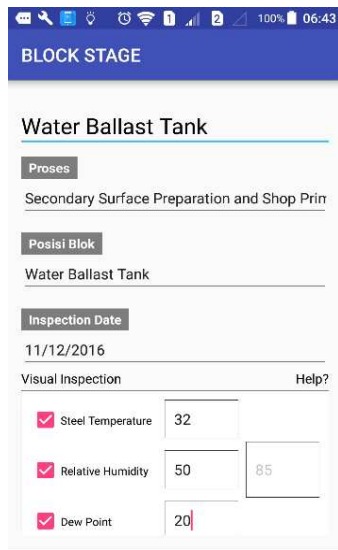 1 2 100% 06:43
BLOCK STAGE
Water Ballast Tank
Proses
Secondary Surface Preparation and Shop Prim
Posisi Blok
Water Ballast Tank
Inspection Date
11/12/2016
Visual Inspection Help?
Steel Temperature 32
Relative Humidity 50 85
Dew Point 20